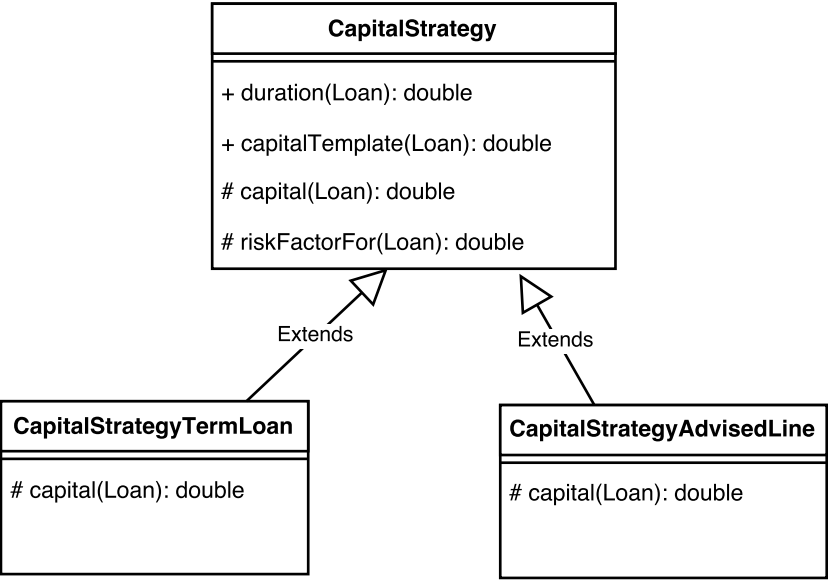 CapitalStrategy
+ duration(Loan): double
+ capitalTemplate(Loan): double
# capital(Loan): double
# riskFactorFor(Loan): double
Extends
Extends
CapitalStrategyTermLoan
# capital(Loan): double
CapitalStrategyAdvisedLine
# capital(Loan): double